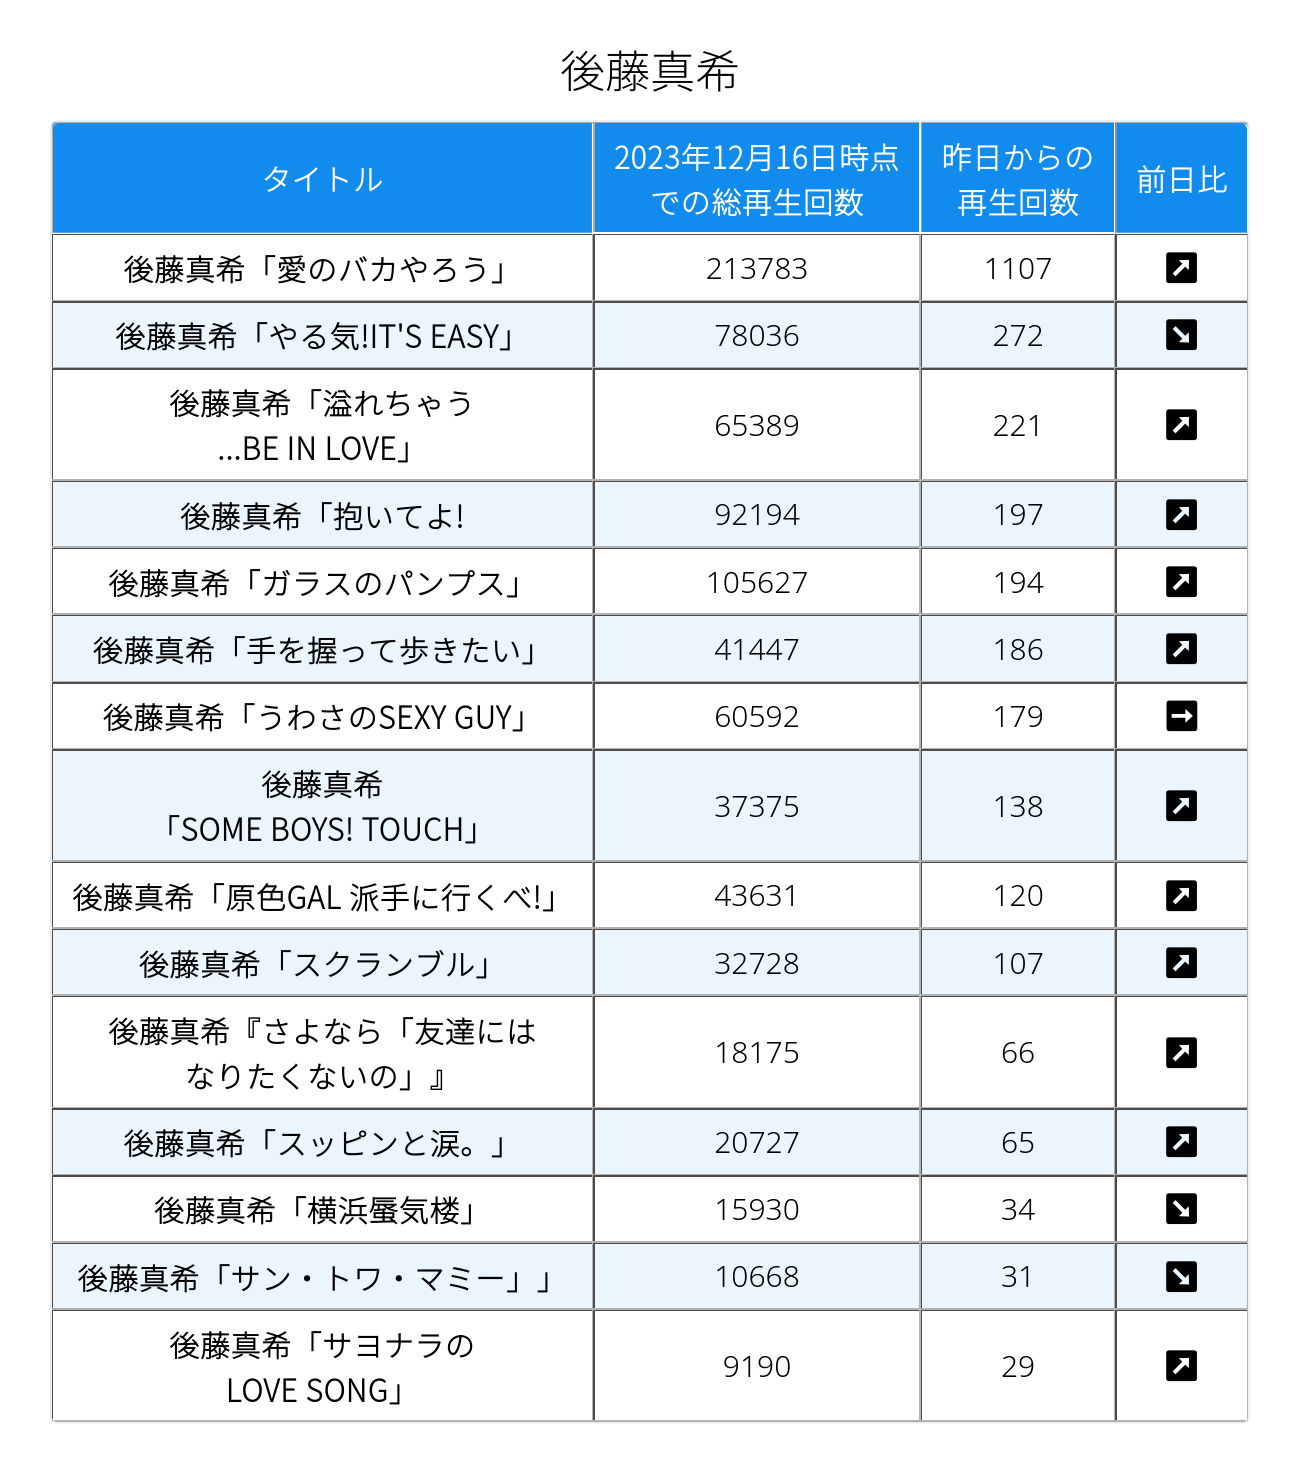 後藤真希
タイトル
2023年12月16日時点
での総再生回数
昨日からの
再生回数
前日比
後藤真希「愛のバカやろう」 213783 1107 ↗
後藤真希「やる気!IT'S EASY」 78036 272 ↘
後藤真希「溢れちゃう
...BE IN LOVE」 65389 221 ↗
後藤真希「抱いてよ! 92194 197 ↗
後藤真希「ガラスのパンプス」 105627 194 ↗
後藤真希「手を握って歩きたい」 41447 186 ↗
後藤真希「うわさのSEXY GUY」 60592 179 →
後藤真希
「SOME BOYS! TOUCH」 37375 138 ↗
後藤真希「原色GAL 派手に行くべ!」 43631 120 ↗
後藤真希「スクランブル」 32728 107 ↗
後藤真希『さよなら「友達には
なりたくないの」』 18175 66 ↗
後藤真希「スッピンと涙。」 20727 65 ↗
後藤真希「横浜蜃気楼」 15930 34 ↘
後藤真希「サン・トワ・マミー」」 10668 31 ↘
後藤真希「サヨナラの
LOVE SONG」 9190 29 ↗